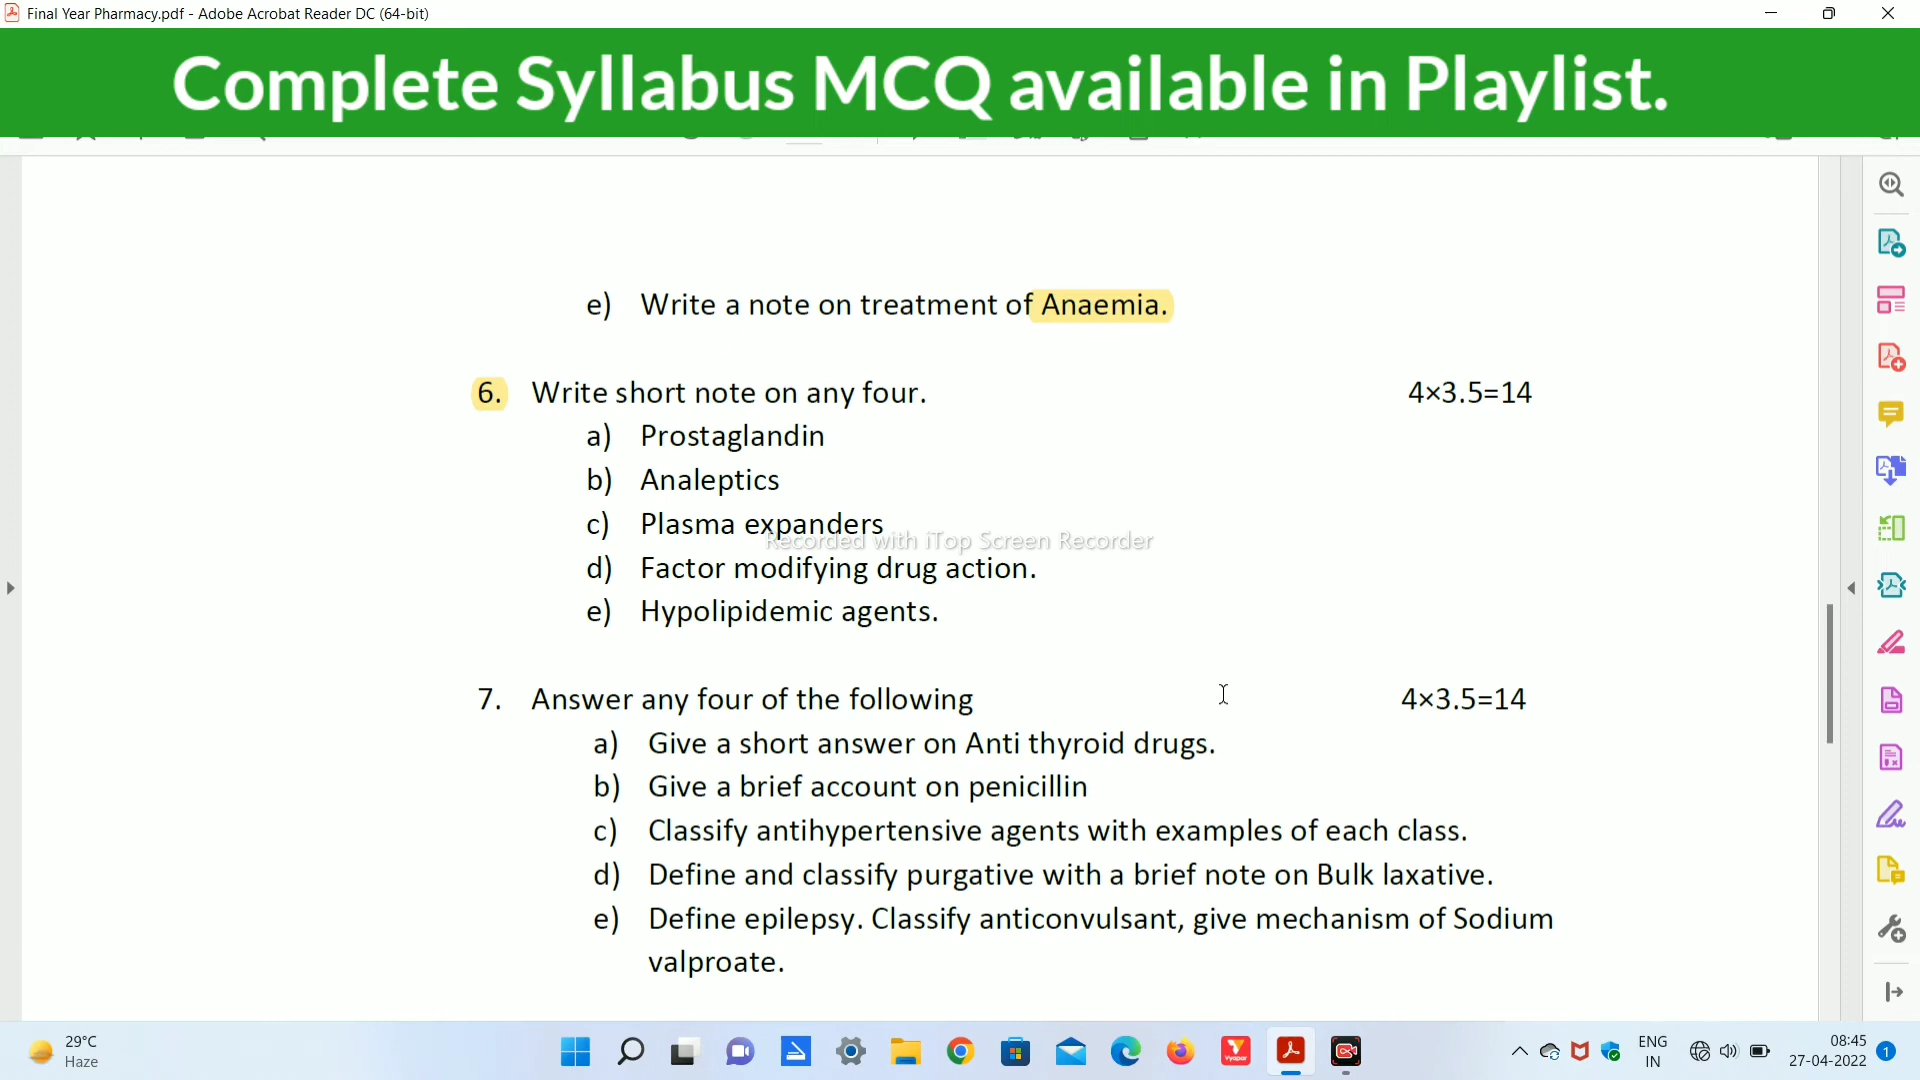 Final Year Pharmacy.pdf - Adobe Acrobat Reader DC (64-bit)
Complete Syllabus MCQ available in Playlist.
e) Write a note on treatment of Anaemia.
6. Write short note on any four. 4×3.5=14
a) Prostaglandin
b) Analeptics
c) Plasma expanders
Recorded with iTop Screen Recorder
d) Factor modifying drug action.
e) Hypolipidemic agents.
7. Answer any four of the following 4×3.5=14
a) Give a short answer on Anti thyroid drugs.
b) Give a brief account on penicillin
c) Classify antihypertensive agents with examples of each class.
d) Define and classify purgative with a brief note on Bulk laxative.
e) Define epilepsy. Classify anticonvulsant, give mechanism of Sodium
valproate.
29°C
Haze
Vyapar
ENG
IN
08:45
27-04-2022
1